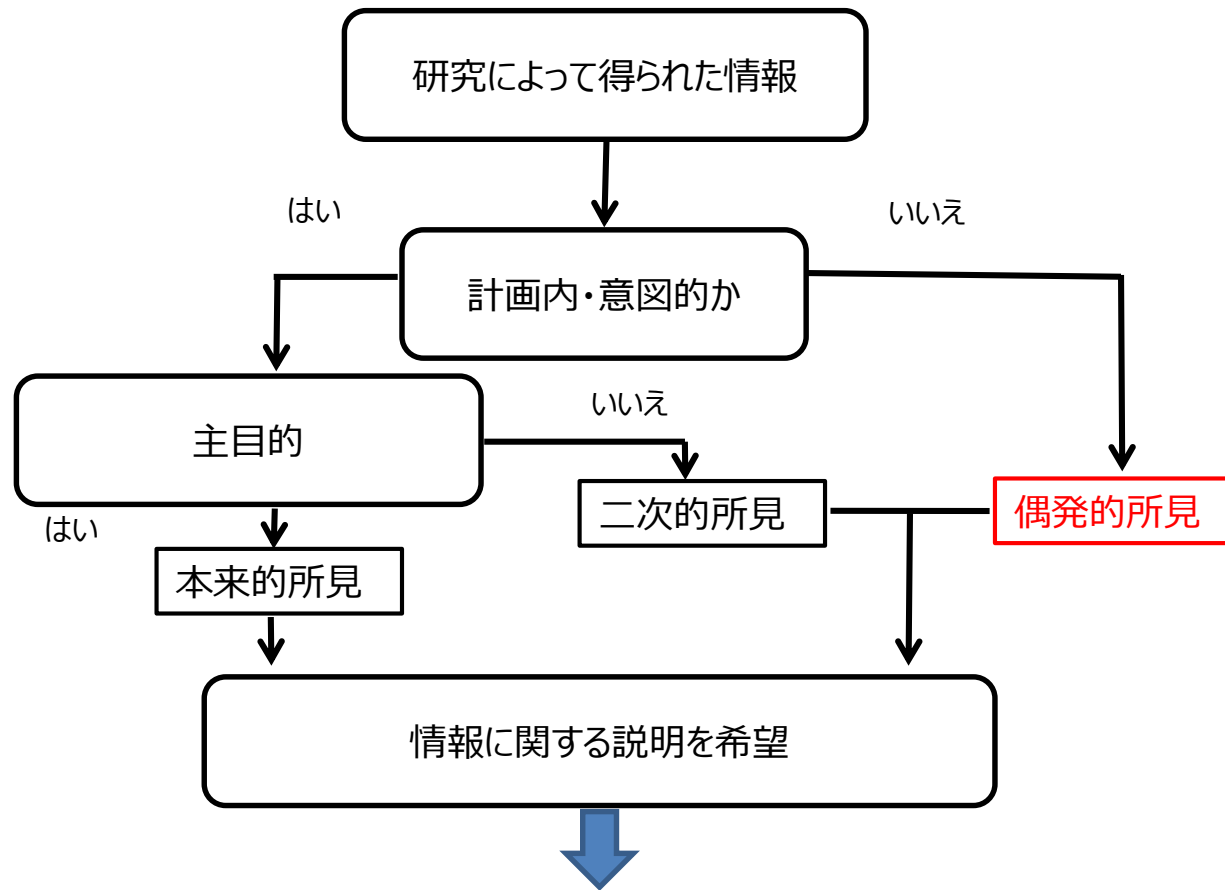 研究によって得られた情報
はい
いいえ
計画内・意図的か
主目的
いいえ
はい
二次的所見
偶発的所見
本来的所見
情報に関する説明を希望